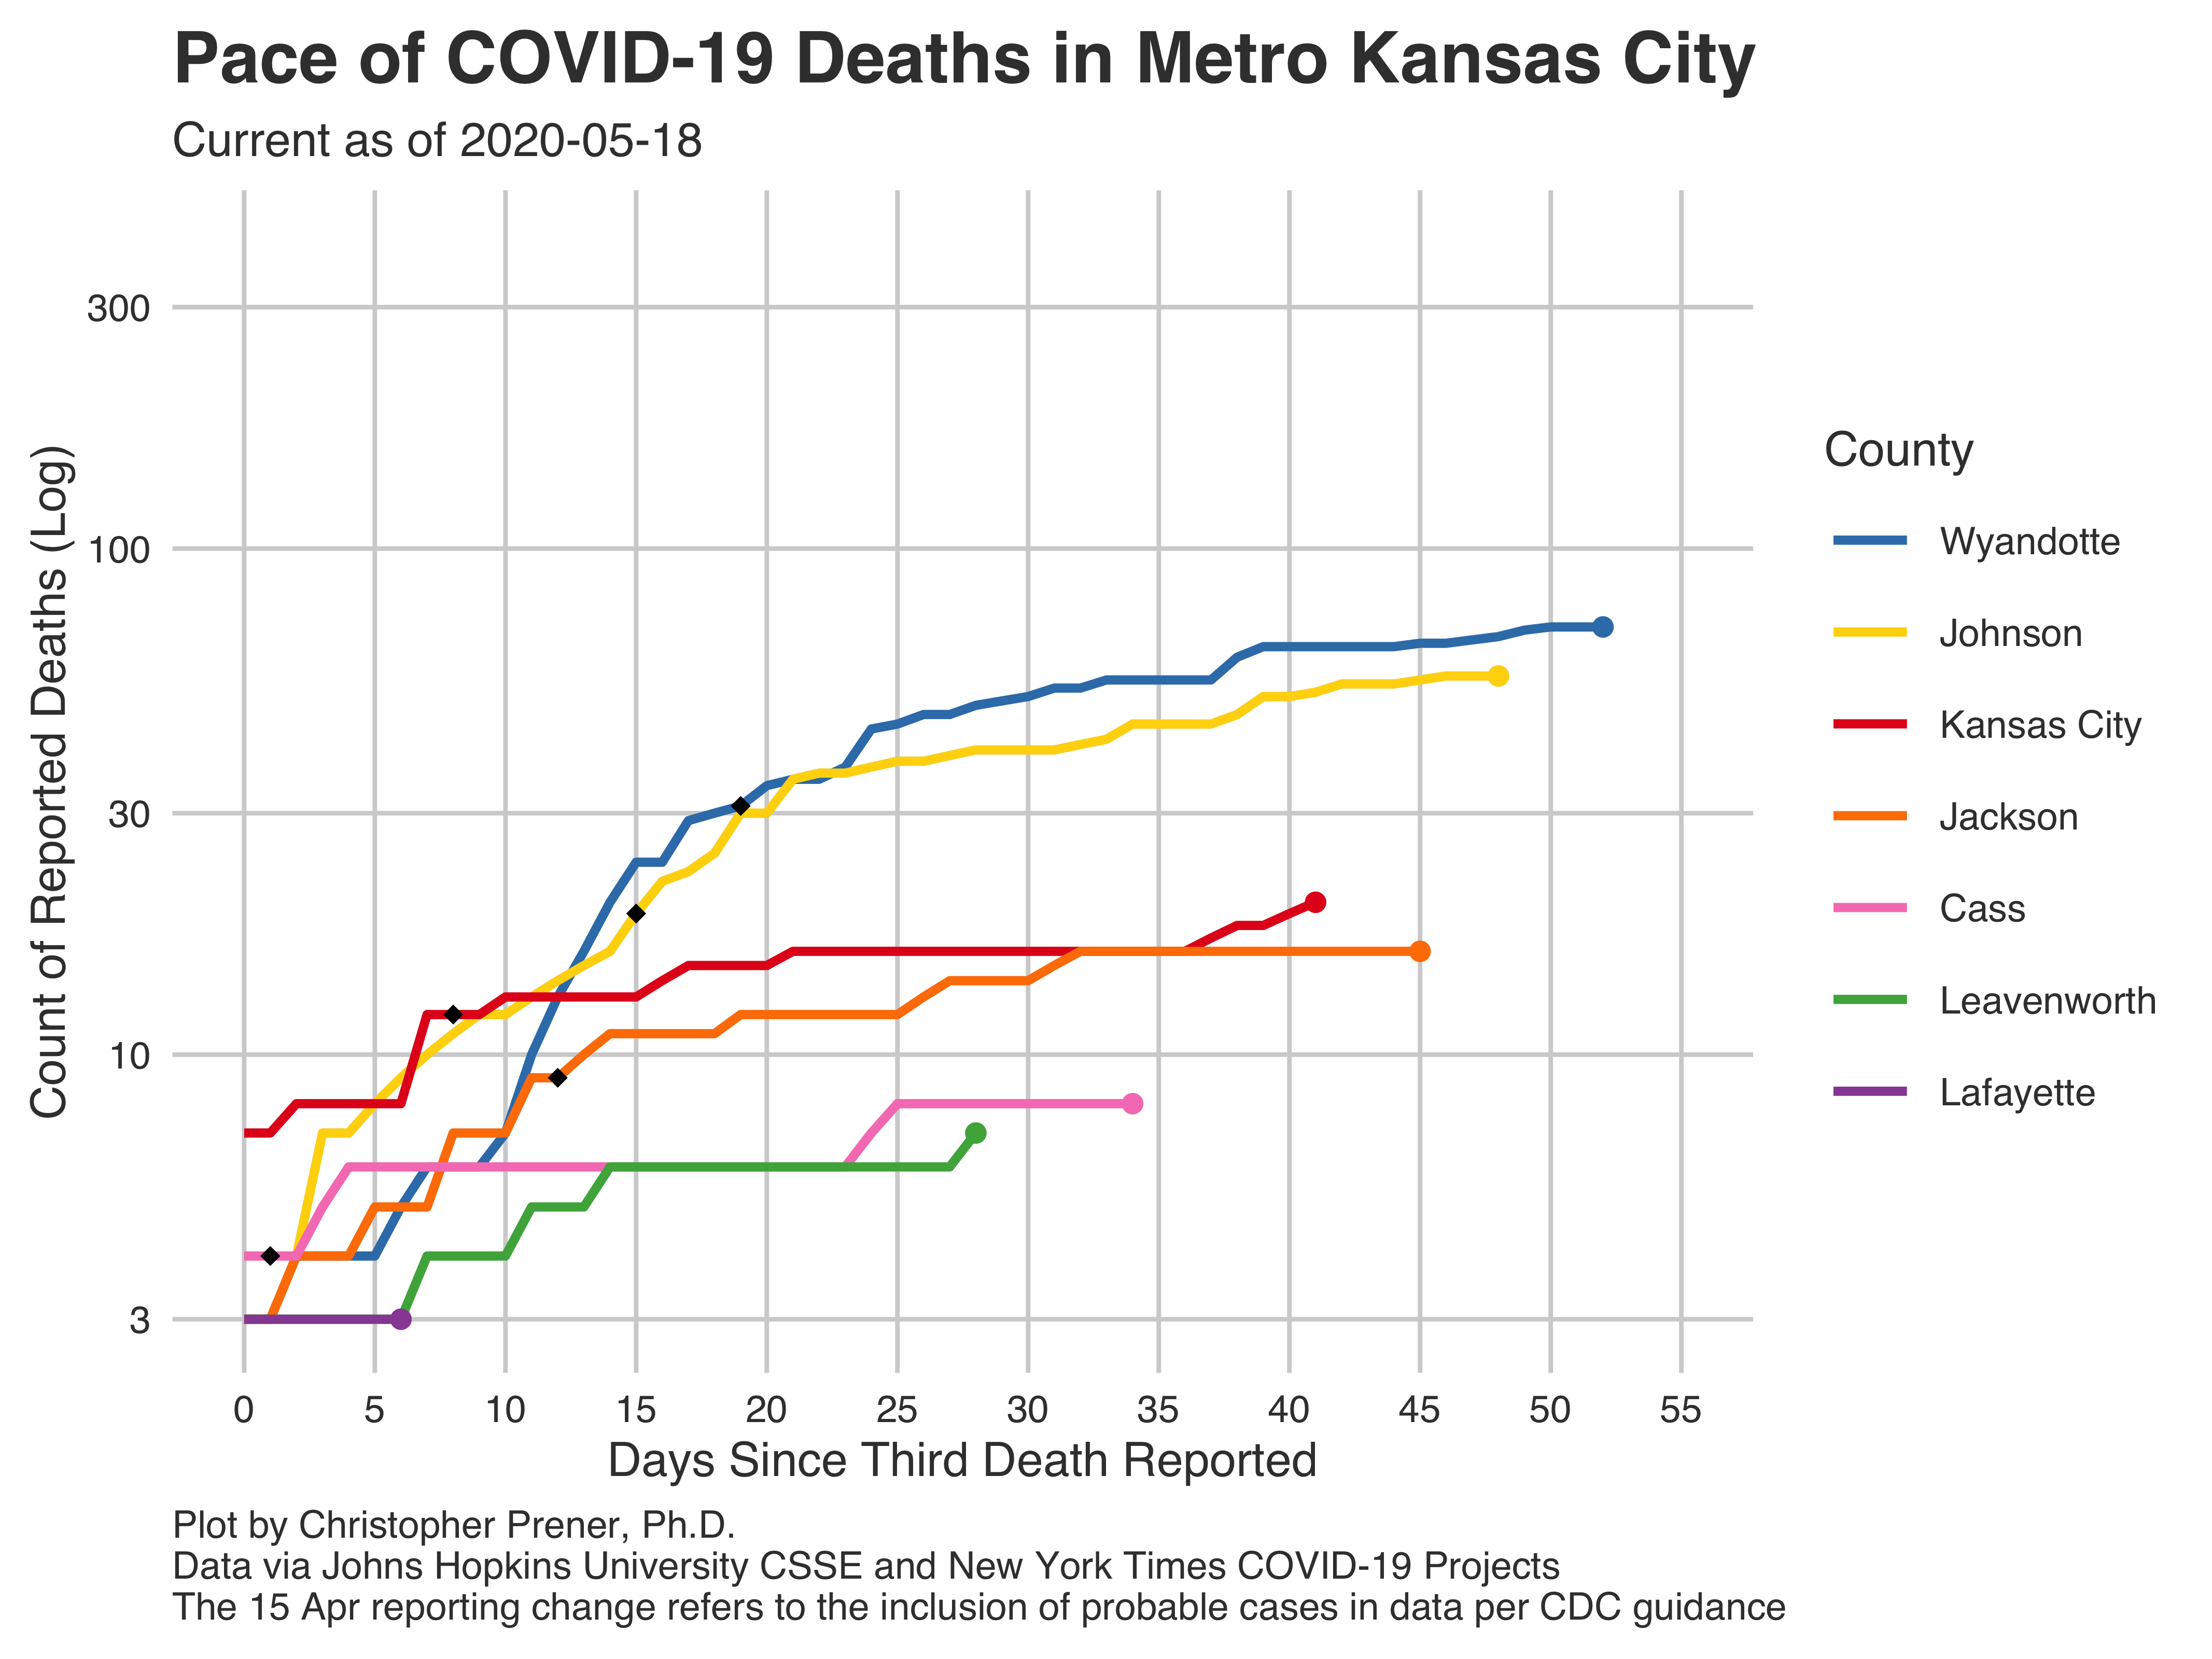 Pace of COVID-19 Deaths in Metro Kansas City
Current as of 2020-05-18
Count of Reported Deaths (Log)
300
100
30
10
3
0 5 10 15 20 25 30 35 40 45 50 55
Days Since Third Death Reported
County
Wyandotte
Johnson
Kansas City
Jackson
Cass
Leavenworth
Lafayette
Plot by Christopher Prener, Ph.D.
Data via Johns Hopkins University CSSE and New York Times COVID-19 Projects
The 15 Apr reporting change refers to the inclusion of probable cases in data per CDC guidance